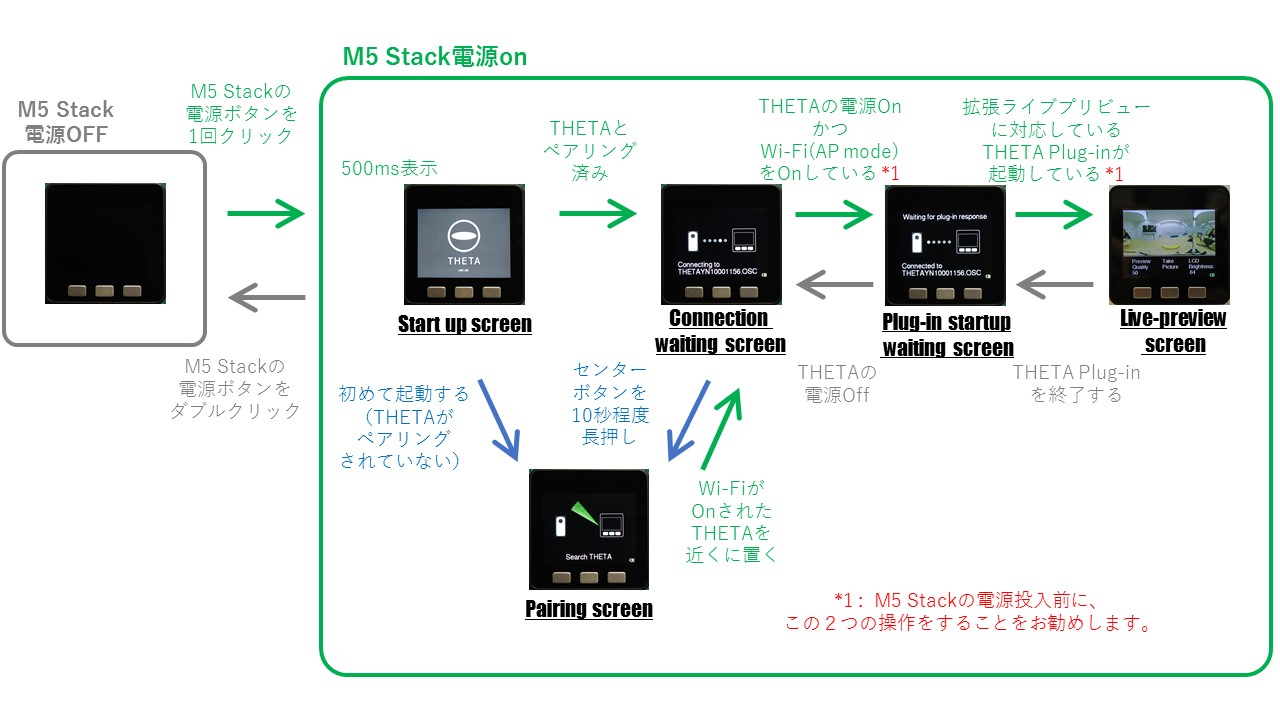 M5 Stack電源on
M5 Stack
電源OFF
M5 Stackの
電源ボタンを
1回クリック
M5 Stackの
電源ボタンを
ダブルクリック
500ms表示
THETA
Start up screen
THETAと
ペアリング
済み
Connecting to
THETAYN10001156.OSC
Connection
waiting screen
THETAの電源On
かつ
Wi-Fi(AP mode)
をOnしている *1
Waiting for plug-in response
Connected to
THETAYN10001156.OSC
Plug-in startup
waiting screen
拡張ライブプリビュー
に対応している
THETA Plug-inが
起動している *1
Preview
Quality
50
Take
Picture
LCD
Brightness
64
Live-preview
screen
THETAの
電源Off
THETA Plug-in
を終了する
初めて起動する
（THETAが
ペアリング
されていない）
センター
ボタンを
10秒程度
長押し
Wi-Fiが
Onされた
THETAを
近くに置く
Search THETA
Pairing screen
*1： M5 Stackの電源投入前に、
この２つの操作をすることをお勧めします。